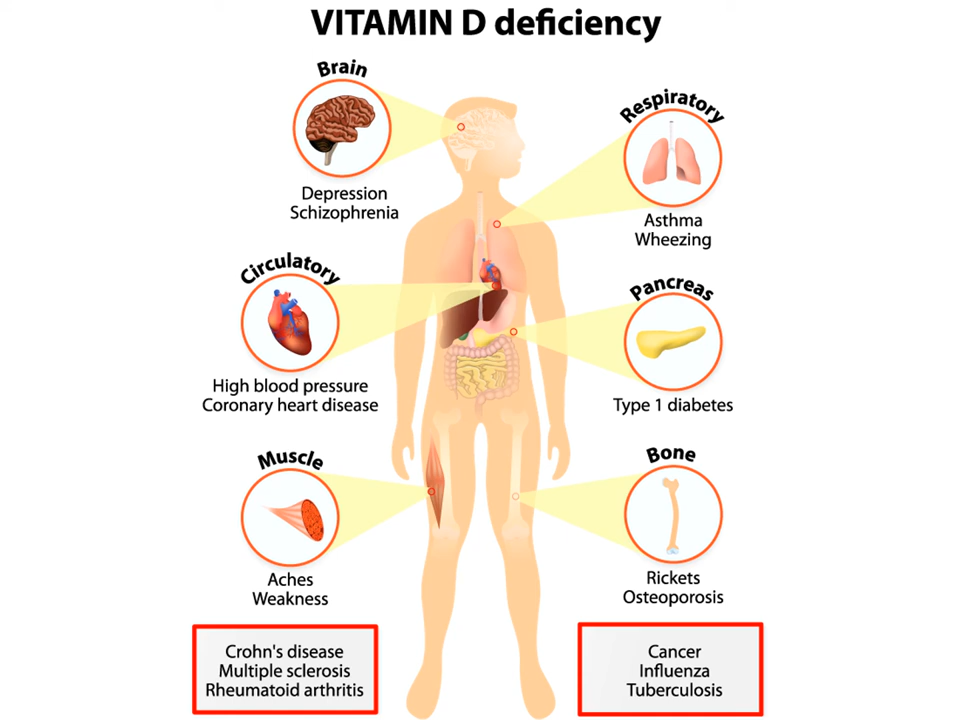 VITAMIN D deficiency
Brain
Depression
Schizophrenia
Respiratory
Asthma
Wheezing
Circulatory
High blood pressure
Coronary heart disease
Pancreas
Type 1 diabetes
Muscle
Aches
Weakness
Bone
Rickets
Osteoporosis
Crohn's disease
Multiple sclerosis
Rheumatoid arthritis
Cancer
Influenza
Tuberculosis